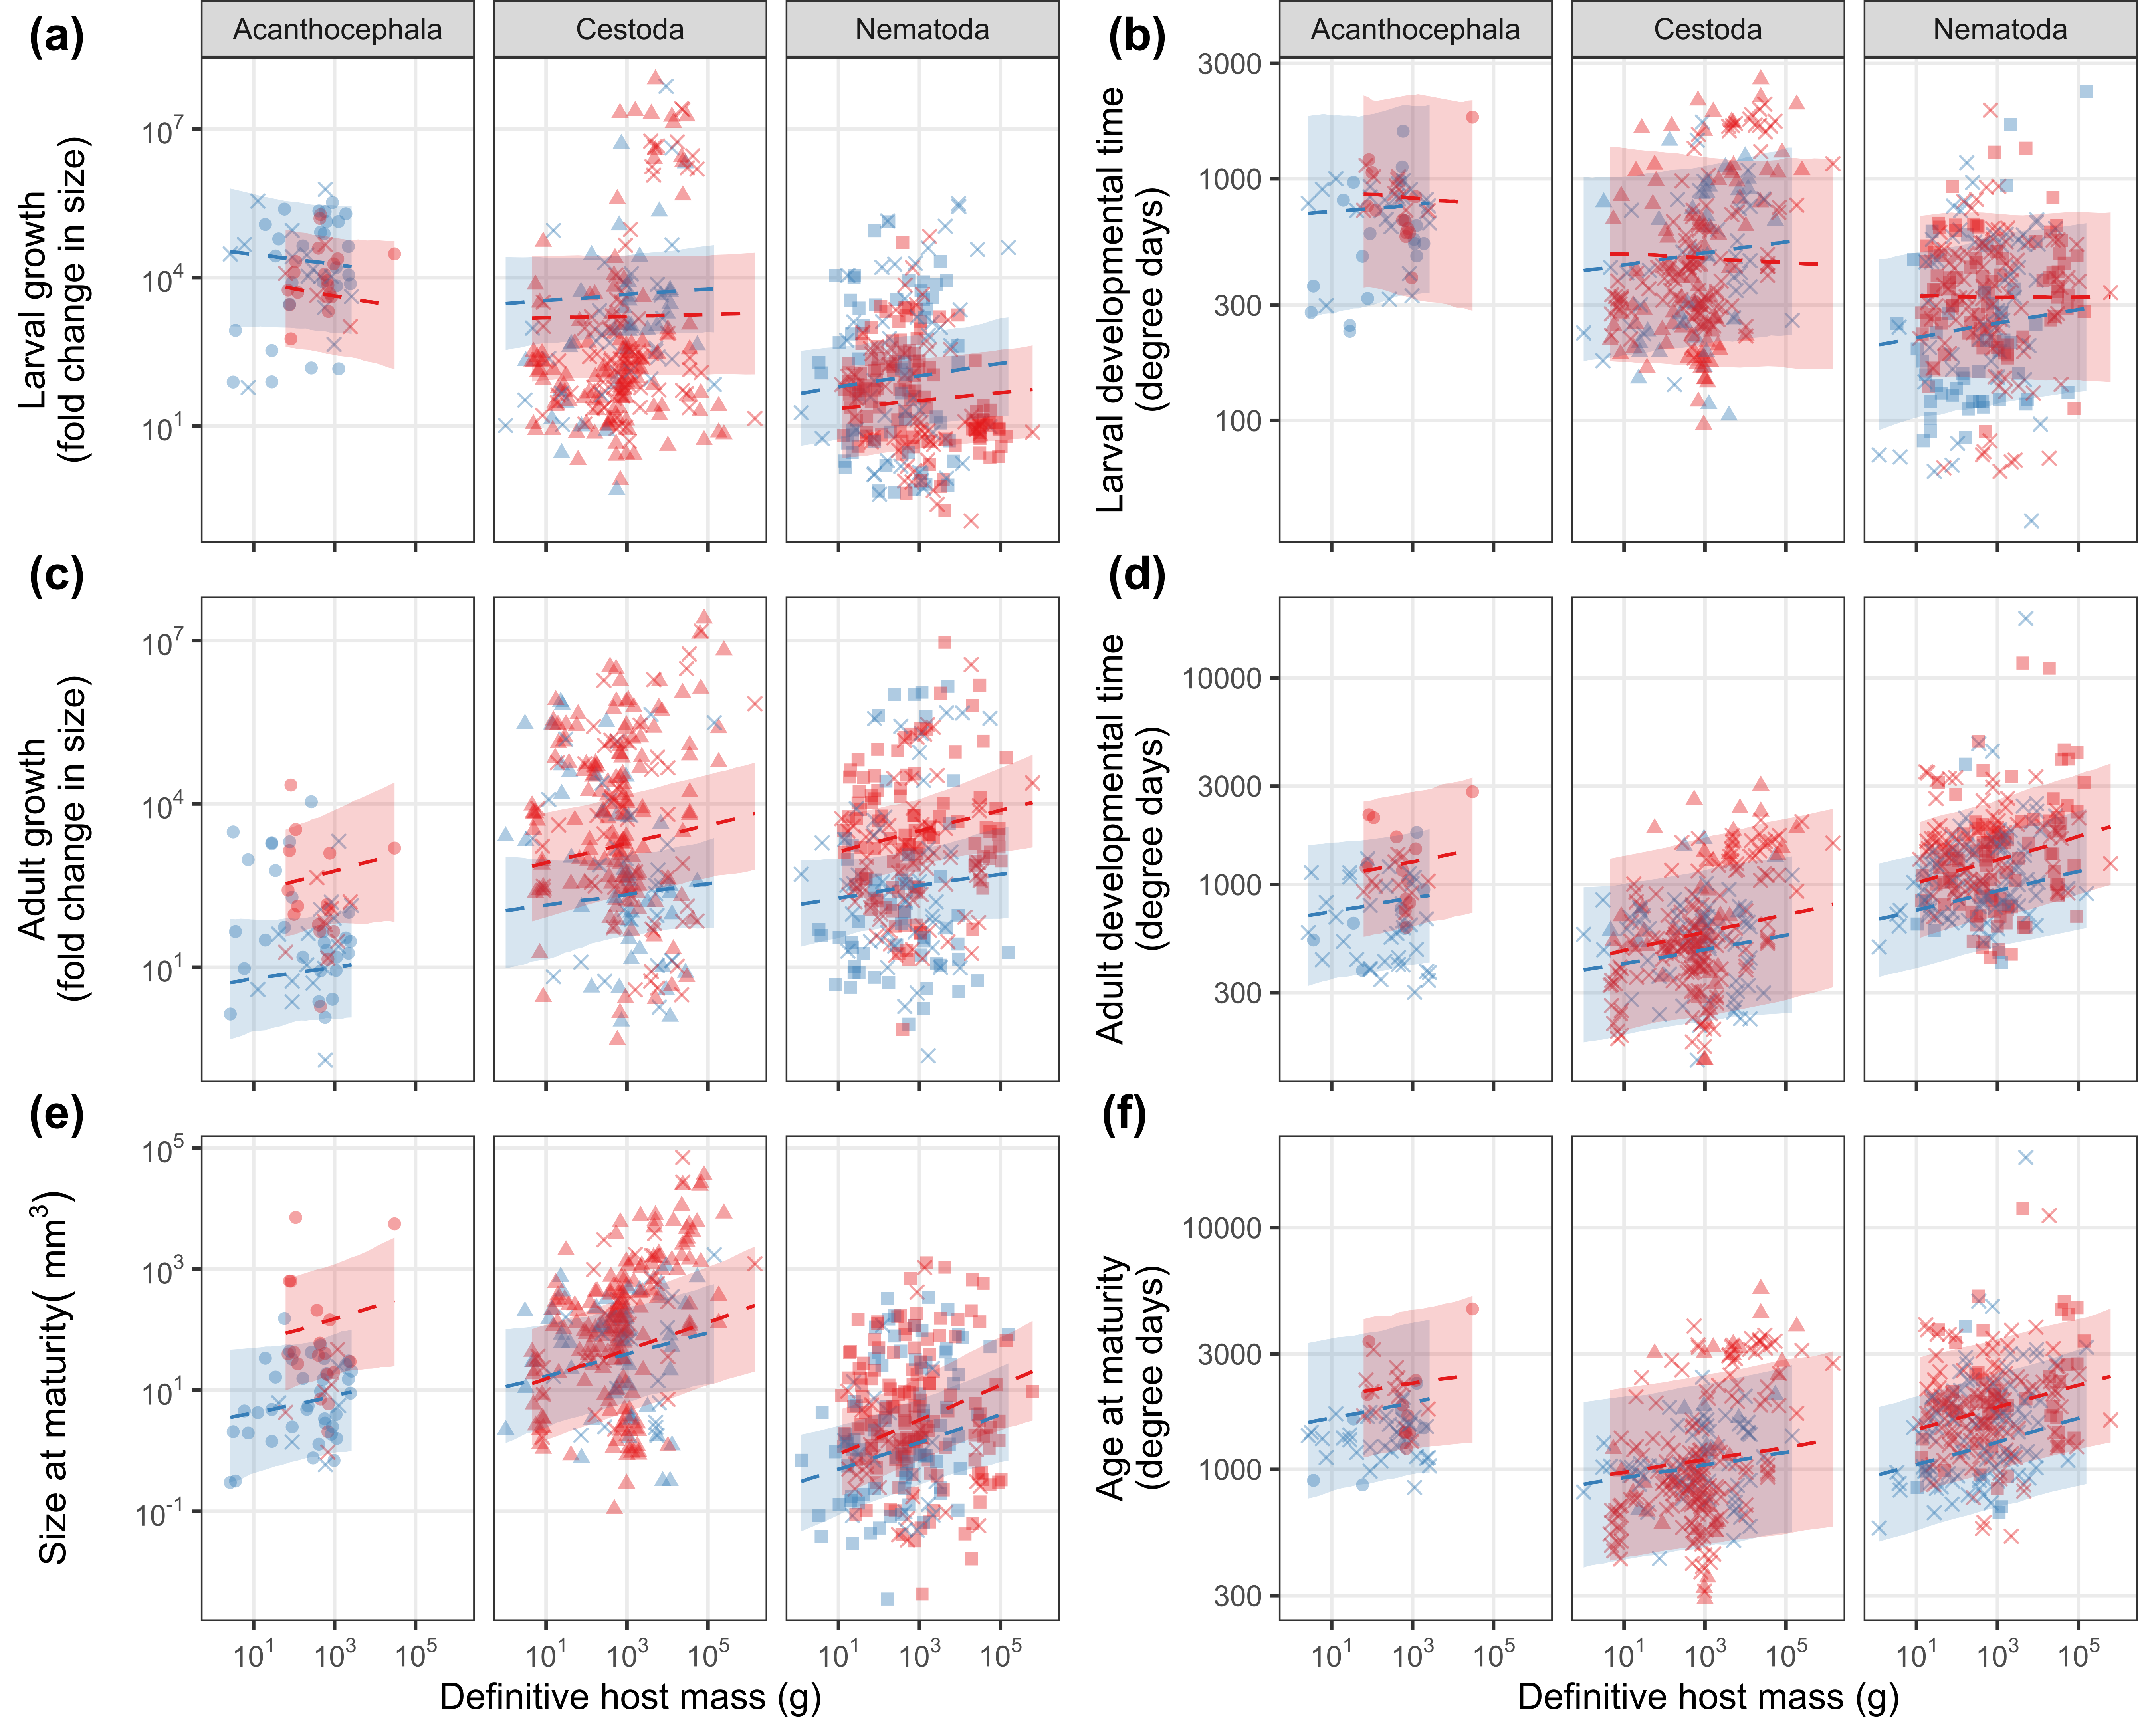 (a)
Acanthocephala
Cestoda
Nematoda
Larval growth
(fold change in size)
10^7
10^4
10^1
(b)
Acanthocephala
Cestoda
Nematoda
Larval developmental time
(degree days)
3000
1000
300
100
(c)
Adult growth
(fold change in size)
10^7
10^4
10^1
(d)
Adult developmental time
(degree days)
10000
3000
1000
300
(e)
Size at maturity( mm^3)
10^5
10^3
10^1
10^-1
10^1 10^3 10^5 10^1 10^3 10^5 10^1 10^3 10^5
Definitive host mass (g)
(f)
Age at maturity
(degree days)
10000
3000
1000
300
10^1 10^3 10^5 10^1 10^3 10^5 10^1 10^3 10^5
Definitive host mass (g)